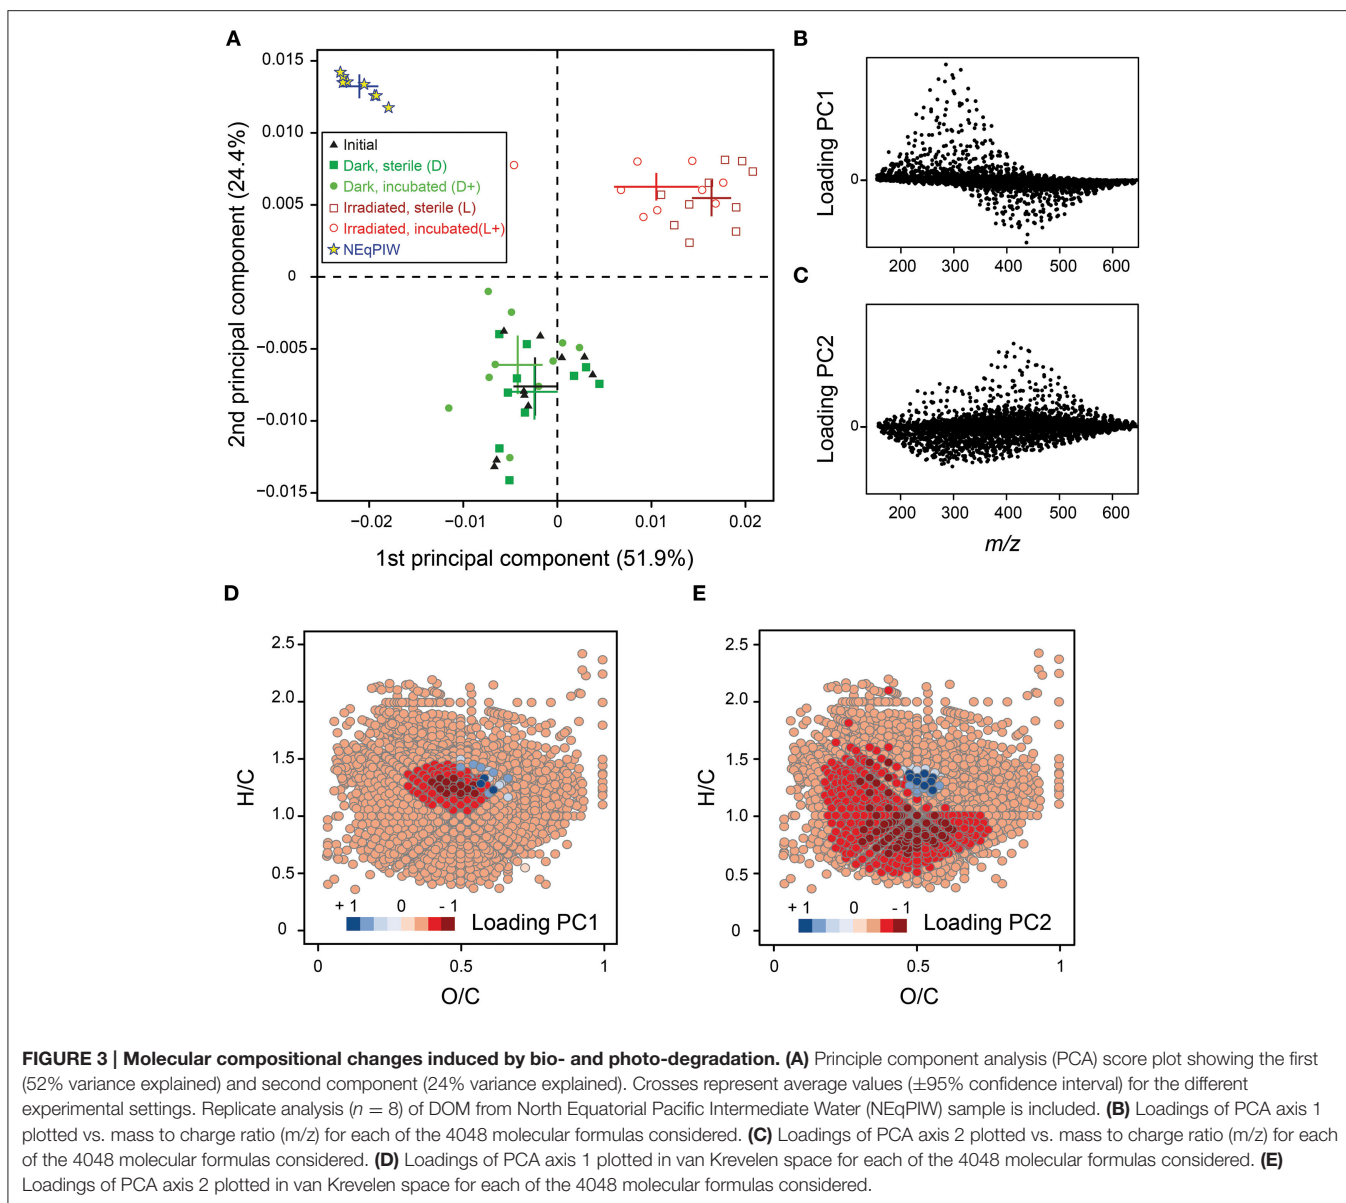 A
0.015
0.010
0.005
0
−0.005
−0.010
−0.015
2nd principal component (24.4%)
Initial
Dark, sterile (D)
Dark, incubated (D+)
Irradiated, sterile (L)
Irradiated, incubated(L+)
NEqPIW
−0.02
−0.01
0
0.01
0.02
1st principal component (51.9%)
B
Loading PC1
0
200
300
400
500
600
C
Loading PC2
0
200
300
400
500
600
m/z
D
2.5
2.0
1.5
1.0
0.5
0
H/C
+ 1
0
- 1
Loading PC1
0
0.5
1
O/C
E
2.5
2.0
1.5
1.0
0.5
0
H/C
+ 1
0
- 1
Loading PC2
0
0.5
1
O/C
FIGURE 3 | Molecular compositional changes induced by bio- and photo-degradation. (A) Principle component analysis (PCA) score plot showing the first
(52% variance explained) and second component (24% variance explained). Crosses represent average values (±95% confidence interval) for the different
experimental settings. Replicate analysis (n = 8) of DOM from North Equatorial Pacific Intermediate Water (NEqPIW) sample is included. (B) Loadings of PCA axis 1
plotted vs. mass to charge ratio (m/z) for each of the 4048 molecular formulas considered. (C) Loadings of PCA axis 2 plotted vs. mass to charge ratio (m/z) for each
of the 4048 molecular formulas considered. (D) Loadings of PCA axis 1 plotted in van Krevelen space for each of the 4048 molecular formulas considered. (E)
Loadings of PCA axis 2 plotted in van Krevelen space for each of the 4048 molecular formulas considered.